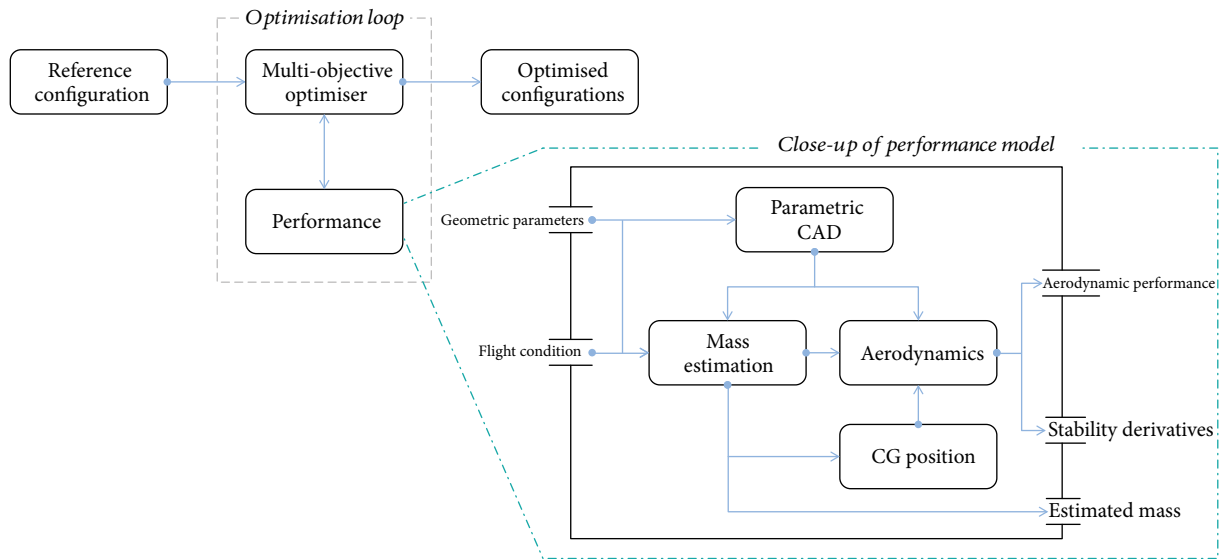 Optimisation loop
Reference
configuration
Multi-objective
optimiser
Optimised
configurations
Performance
Close-up of performance model
Geometric parameters
Parametric
CAD
Aerodynamic performance
Flight condition
Mass
estimation
Aerodynamics
Stability derivatives
CG position
Estimated mass